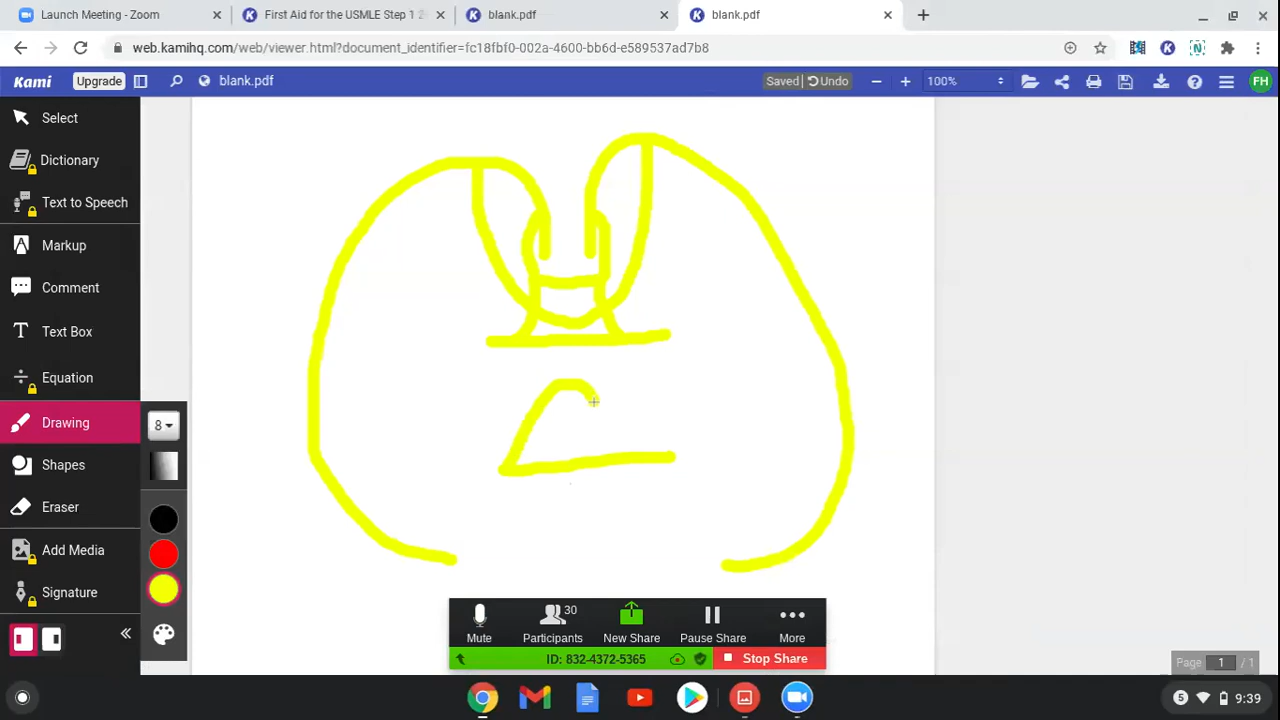 Launch Meeting - Zoom
First Aid for the USMLE Step 1 2
blank.pdf
blank.pdf
web.kamihq.com/web/viewer.html?document_identifier=fc18fbf0-002a-4600-bb6d-e589537ad7b8
Kami Upgrade blank.pdf Saved Undo 100% FH
Select
Dictionary
Text to Speech
Markup
Comment
Text Box
Equation
Drawing
8
Shapes
Eraser
Add Media
Signature
30
Mute Participants New Share Pause Share More
ID: 832-4372-5365 Stop Share
Page 1 / 1
5 9:39